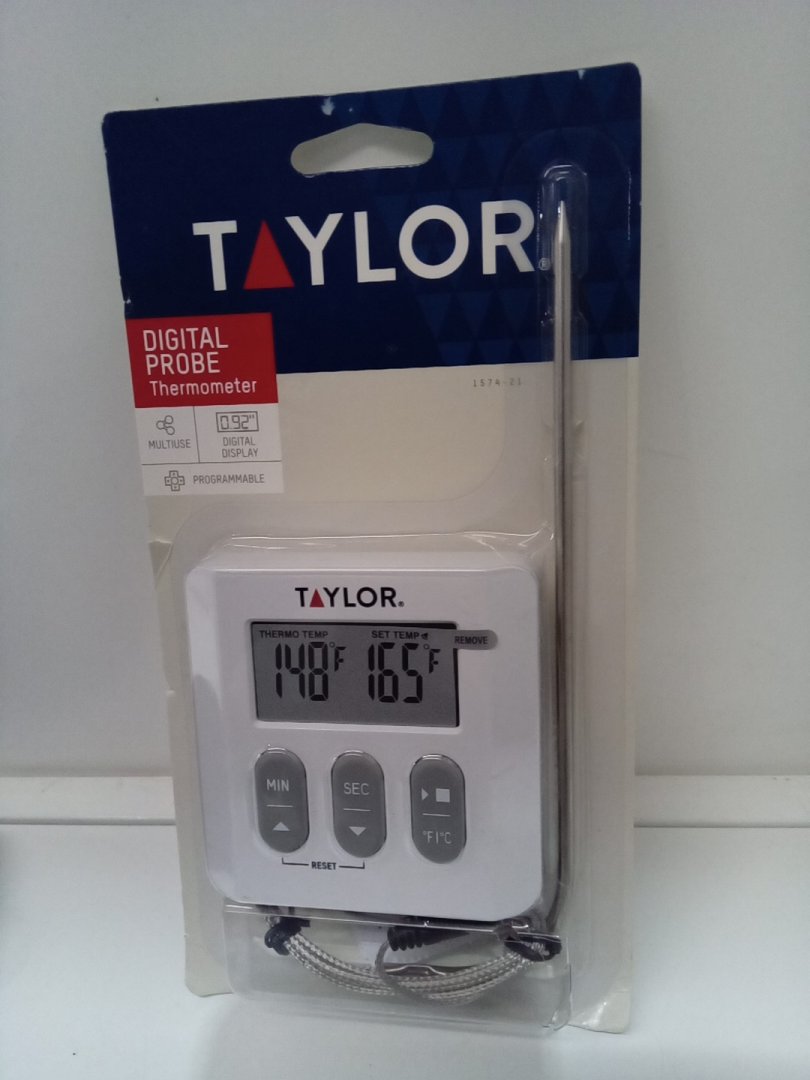 TAYLOR®
DIGITAL
PROBE
Thermometer
1574-21
0.92"
MULTIUSE
DIGITAL
DISPLAY
PROGRAMMABLE
TAYLOR®
THERMO TEMP SET TEMP
REMOVE
148°F 165°F
MIN SEC
°F|°C
RESET